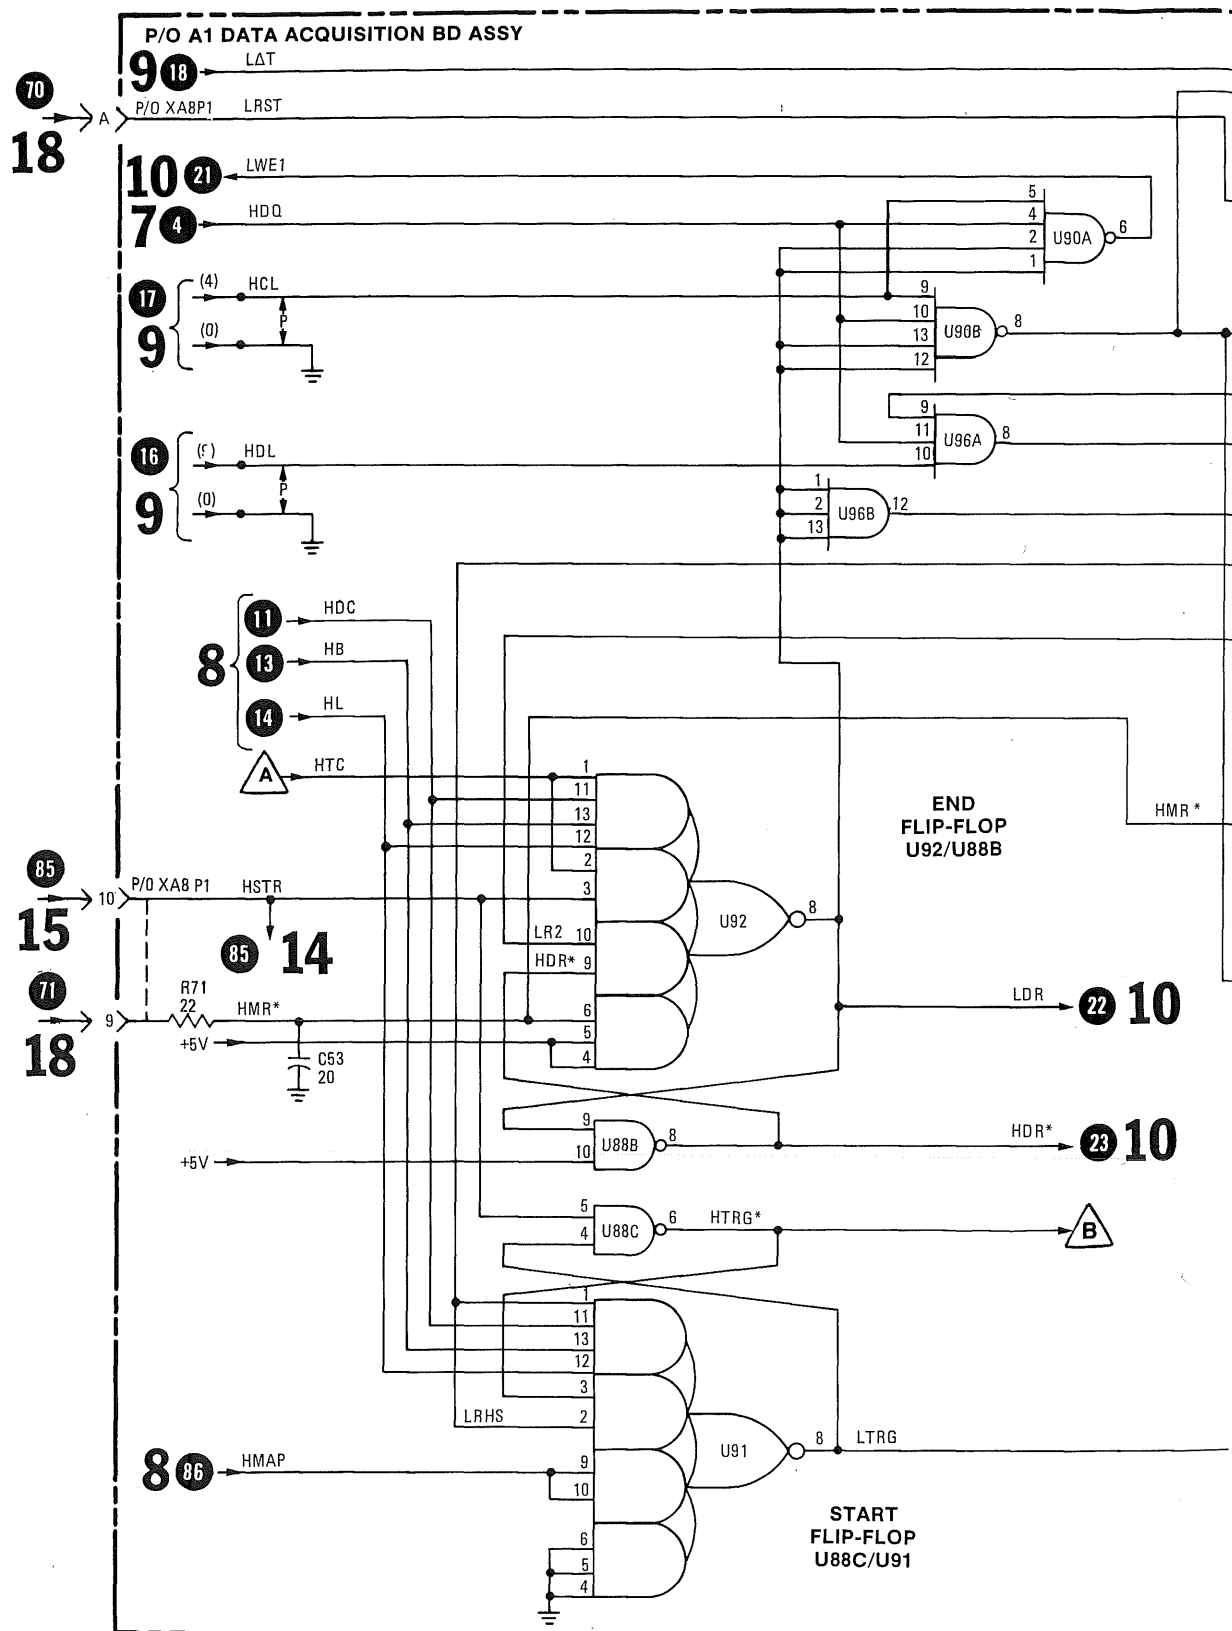 P/O A1 DATA ACQUISITION BD ASSY
9 18 LΔT
70 A P/O XA8P1 LRST
18
10 21 LWE1
7 4 HDQ
5
4
2
1
U90A 6
17 (4) HCL
P
9 (0)
9
10
13
12
U90B 8
9
11
10
U96A 8
16 HDL
P
9 (0)
1
2
13
U96B 12
8
11 HDC
13 HB
14 HL
A HTC
1
11
13
12
2
3
LR2 10
HDR* 9
6
5
4
U92 8
END
FLIP-FLOP
U92/U88B
HMR*
85 10 P/O XA8 P1 HSTR
15
85 14
71 9 R71
22
HMR*
18
+5V
C53
20
LDR 22 10
9
10
U88B 8
HDR* 23 10
+5V
5
4
U88C 6 HTRG* B
1
11
13
12
3
LRHS 2
9
10
6
5
4
U91 8 LTRG
8 86 HMAP
START
FLIP-FLOP
U88C/U91